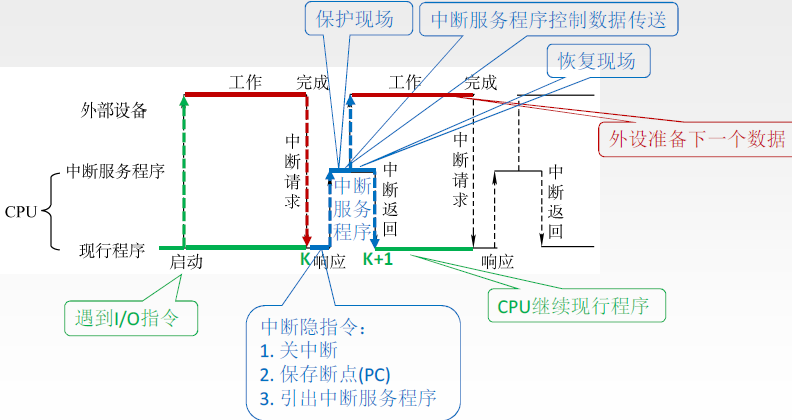 保护现场
中断服务程序控制数据传送
恢复现场
工作
完成
工作
完成
外部设备
外设准备下一个数据
中断请求
中断请求
中断服务程序
中断服务程序
中断返回
中断返回
CPU
现行程序
启动
K
响应
K+1
响应
遇到I/O指令
CPU继续现行程序
中断隐指令：
1. 关中断
2. 保存断点(PC)
3. 引出中断服务程序